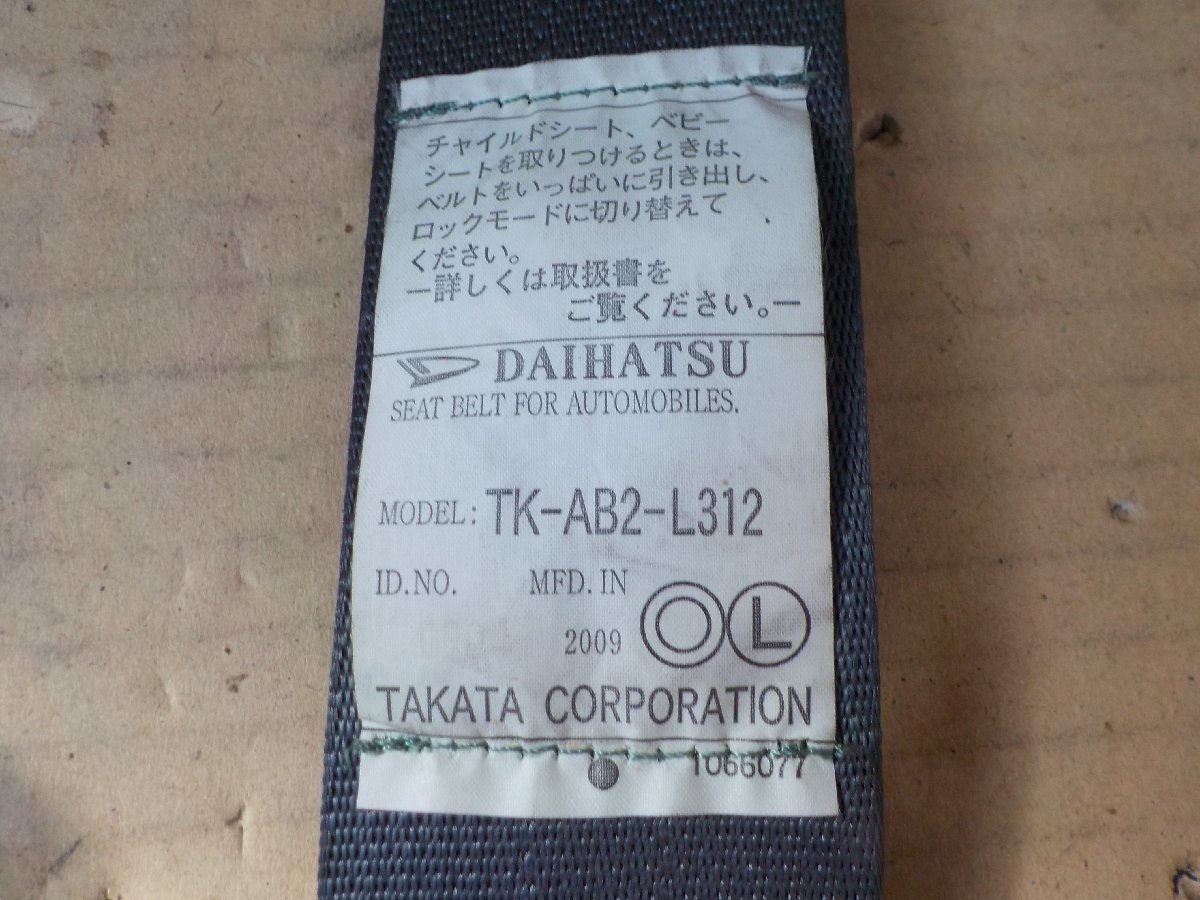 チャイルドシート、ベビー
シートを取りつけるときは、
ベルトをいっぱいに引き出し、
ロックモードに切り替えて
ください。
ー詳しくは取扱書を
ご覧ください。ー
DAIHATSU
SEAT BELT FOR AUTOMOBILES.
MODEL: TK-AB2-L312
ID.NO. MFD.IN
2009 L
TAKATA CORPORATION
1066077